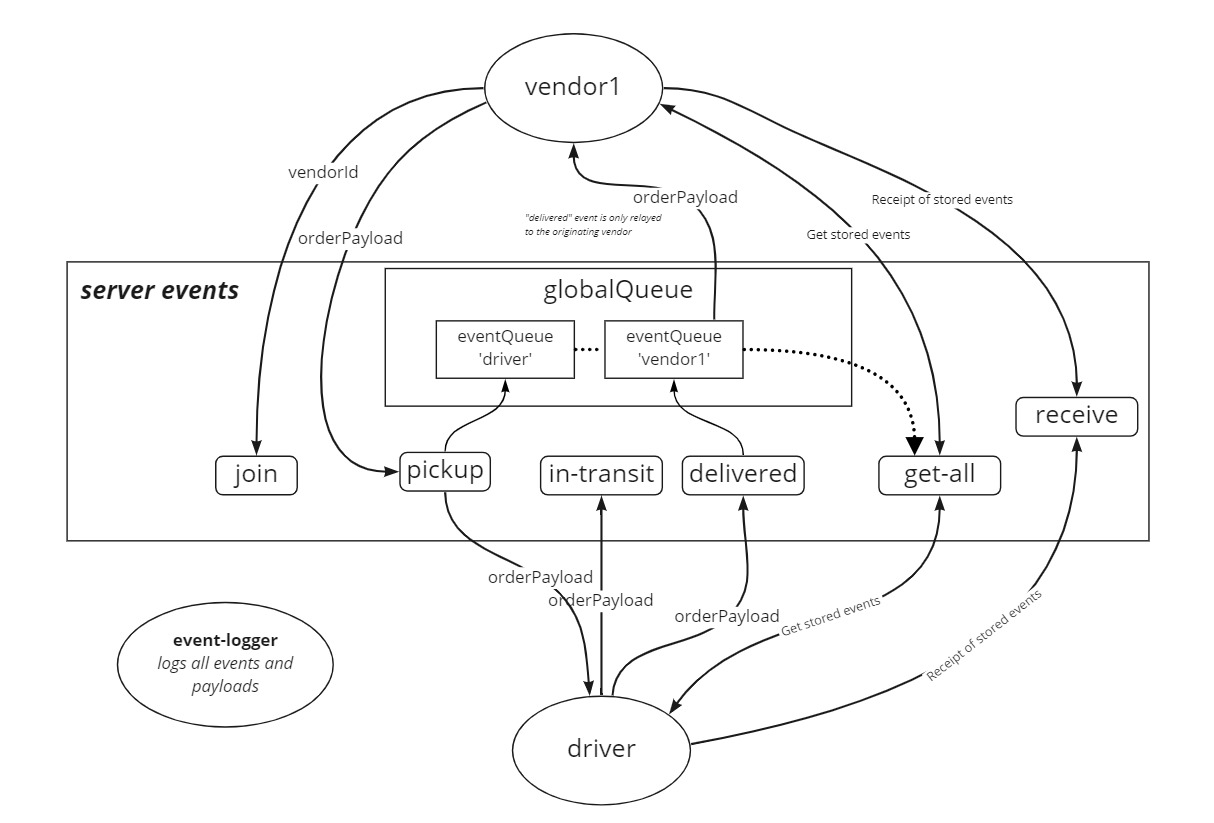 vendor1
vendorId
orderPayload
Receipt of stored events
orderPayload
"delivered" event is only relayed
to the originating vendor
Get stored events
orderPayload
server events
globalQueue
eventQueue
'driver'
eventQueue
'vendor1'
receive
join
pickup
in-transit
delivered
get-all
orderPayload
orderPayload
orderPayload
Get stored events
Receipt of stored events
event-logger
logs all events and
payloads
driver